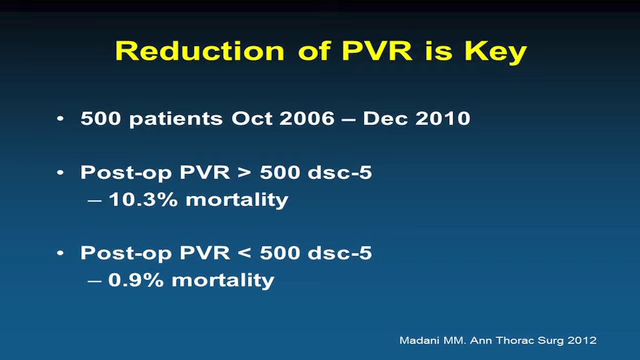 Reduction of PVR is Key
• 500 patients Oct 2006 – Dec 2010
• Post-op PVR > 500 dsc-5
– 10.3% mortality
• Post-op PVR < 500 dsc-5
– 0.9% mortality
Madani MM. Ann Thorac Surg 2012